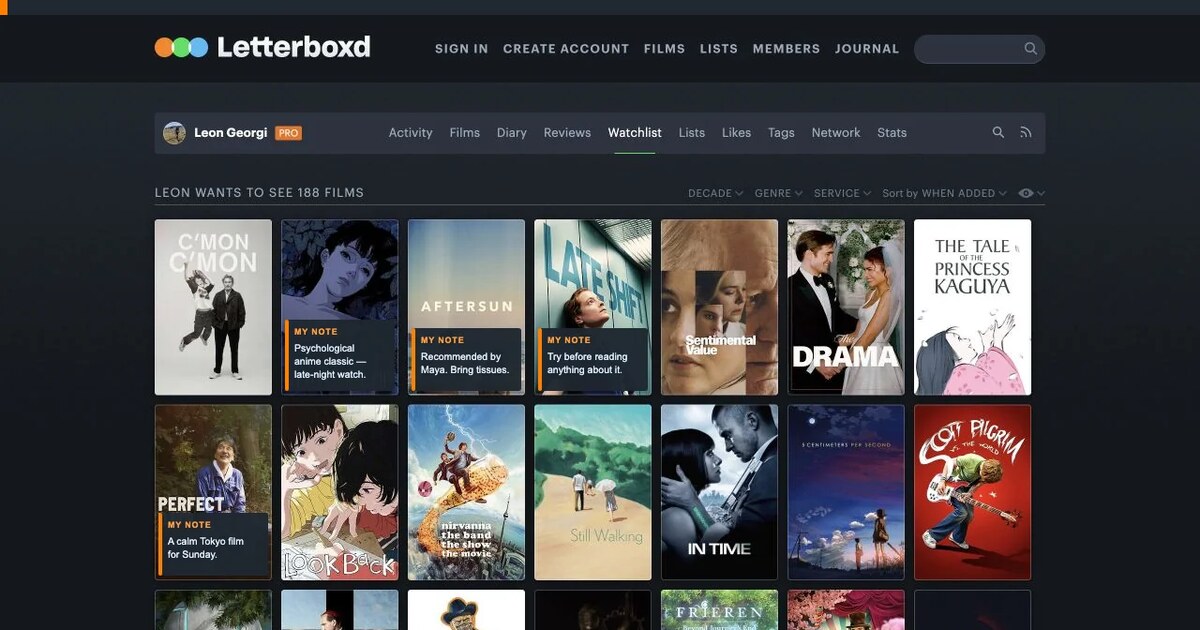 Letterboxd
SIGN IN CREATE ACCOUNT FILMS LISTS MEMBERS JOURNAL
Leon Georgi PRO
Activity Films Diary Reviews Watchlist Lists Likes Tags Network Stats
LEON WANTS TO SEE 188 FILMS
DECADE GENRE SERVICE Sort by WHEN ADDED
C'MON
C'MON
MY NOTE
Psychological
anime classic —
late-night watch.
AFTERSUN
MY NOTE
Recommended by
Maya. Bring tissues.
LATE SHIFT
MY NOTE
Try before reading
anything about it.
Sentimental
Value
The
DRAMA
THE TALE
OF THE
PRINCESS
KAGUYA
PERFECT
MY NOTE
A calm Tokyo film
for Sunday.
LOOK BACK
nirvanna
the band
the show
the movie
Still Walking
IN TIME
5 CENTIMETERS PER SECOND
SCOTT PILGRIM
VS. THE WORLD
FRIEREN
Beyond Journey's End